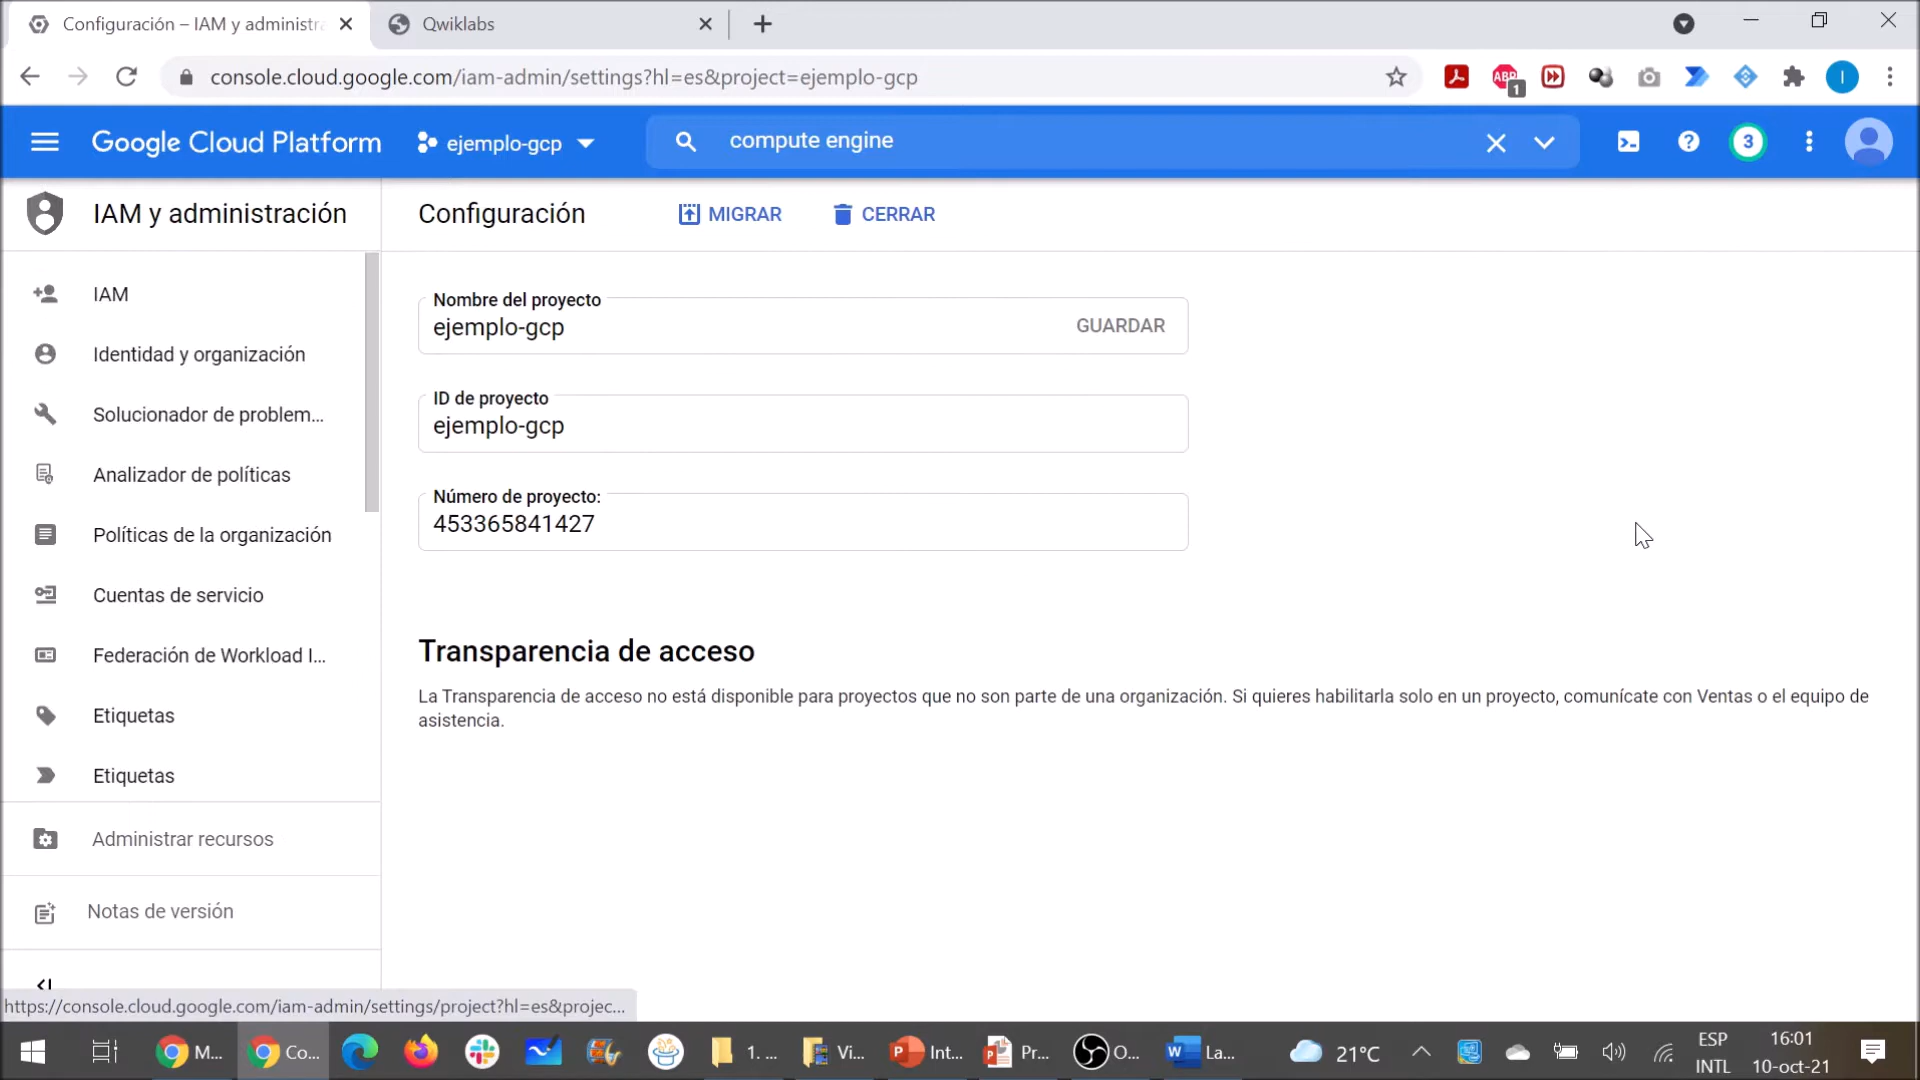 Configuración – IAM y administra
Qwiklabs
console.cloud.google.com/iam-admin/settings?hl=es&project=ejemplo-gcp
ABP
1
I
Google Cloud Platform
ejemplo-gcp
compute engine
3
IAM y administración
Configuración
MIGRAR
CERRAR
IAM
Identidad y organización
Solucionador de problem...
Analizador de políticas
Políticas de la organización
Cuentas de servicio
Federación de Workload I...
Etiquetas
Etiquetas
Administrar recursos
Notas de versión
Nombre del proyecto
ejemplo-gcp
GUARDAR
ID de proyecto
ejemplo-gcp
Número de proyecto:
453365841427
Transparencia de acceso
La Transparencia de acceso no está disponible para proyectos que no son parte de una organización. Si quieres habilitarla solo en un proyecto, comunícate con Ventas o el equipo de
asistencia.
https://console.cloud.google.com/iam-admin/settings/project?hl=es&projec...
M...
Co...
1. ...
Vi...
Int...
Pr...
O...
La...
21°C
ESP
INTL
16:01
10-oct-21